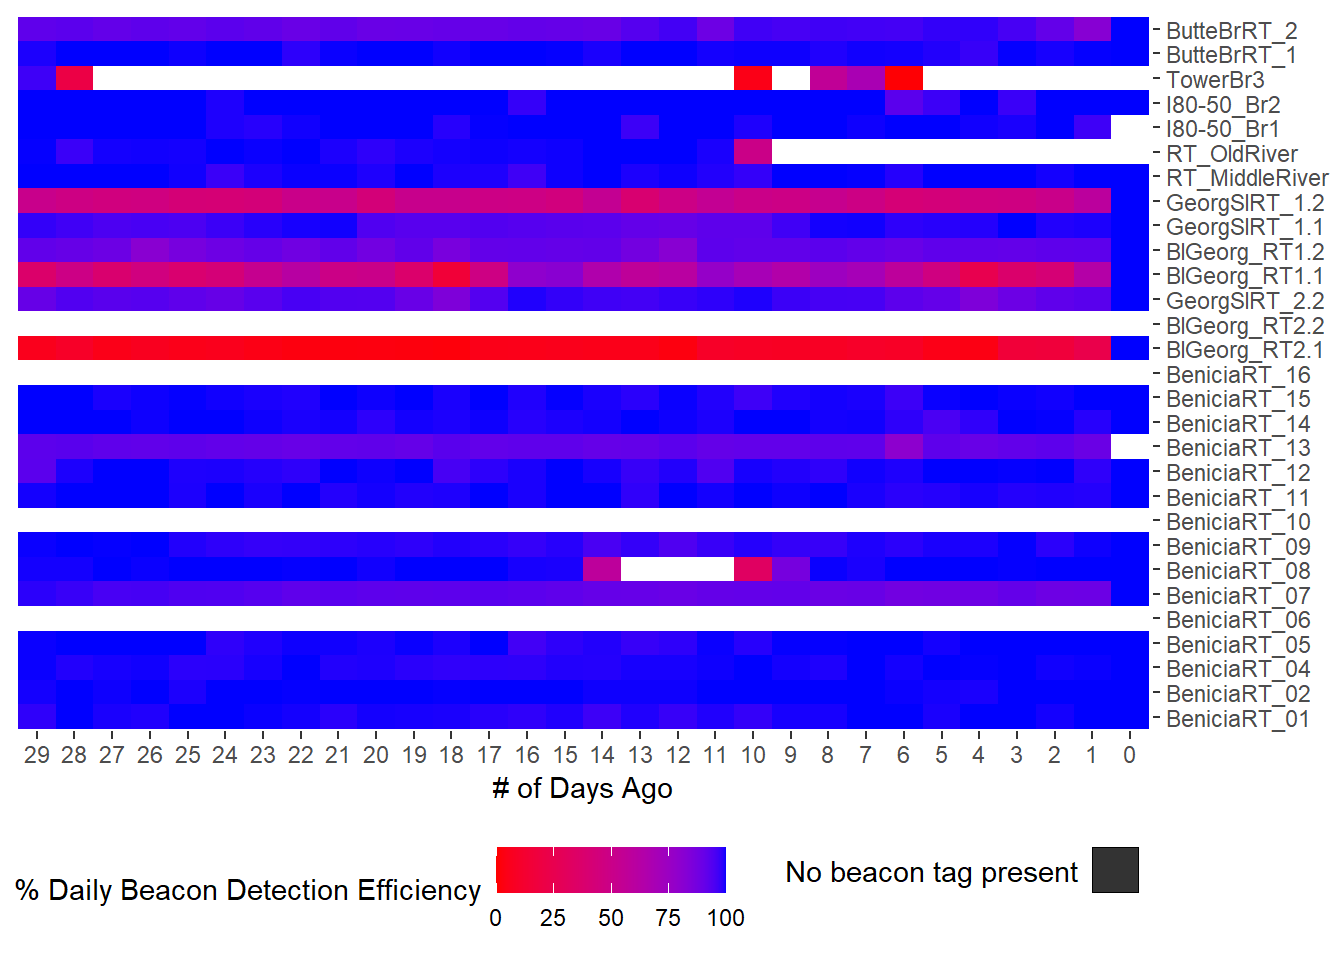 ButteBrRT_2
ButteBrRT_1
TowerBr3
I80-50_Br2
I80-50_Br1
RT_OldRiver
RT_MiddleRiver
GeorgSlRT_1.2
GeorgSlRT_1.1
BlGeorg_RT1.2
BlGeorg_RT1.1
GeorgSlRT_2.2
BlGeorg_RT2.2
BlGeorg_RT2.1
BeniciaRT_16
BeniciaRT_15
BeniciaRT_14
BeniciaRT_13
BeniciaRT_12
BeniciaRT_11
BeniciaRT_10
BeniciaRT_09
BeniciaRT_08
BeniciaRT_07
BeniciaRT_06
BeniciaRT_05
BeniciaRT_04
BeniciaRT_02
BeniciaRT_01
29 28 27 26 25 24 23 22 21 20 19 18 17 16 15 14 13 12 11 10 9 8 7 6 5 4 3 2 1 0
# of Days Ago
% Daily Beacon Detection Efficiency
0 25 50 75 100
No beacon tag present